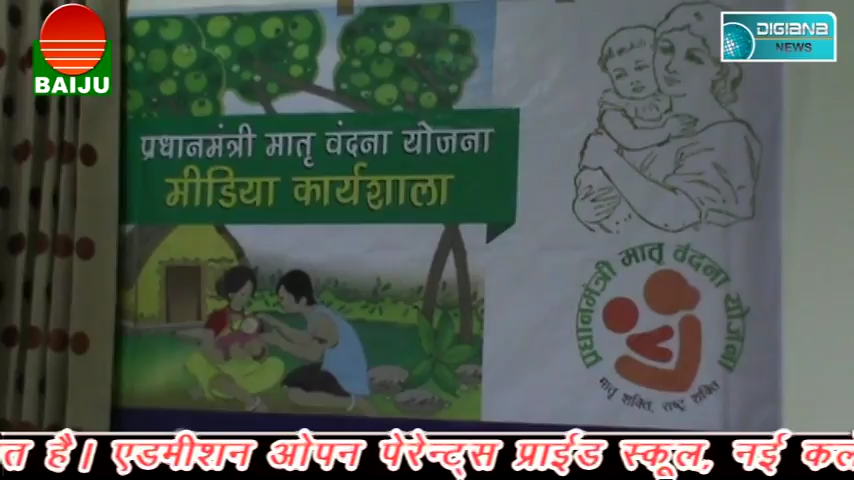 BAIJU
DIGIANA
NEWS
प्रधानमंत्री मातृ वंदना योजना
मीडिया कार्यशाला
प्रधानमंत्री मातृ वंदना योजना
मातृ शक्ति, राष्ट्र शक्ति
त है। एडमीशन ओपन पेरेन्ट्स प्राईड स्कूल, नई कल